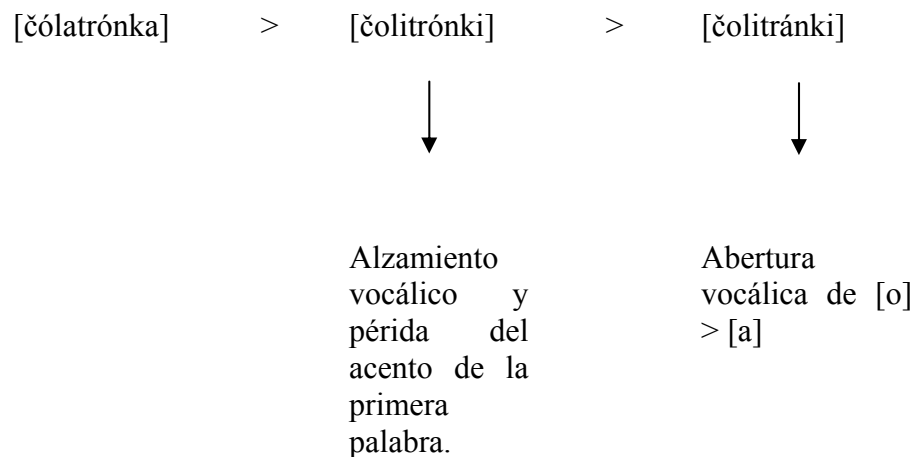 [čólatrónka] > [čolitrónki] > [čolitránki]
Alzamiento
vocálico y
périda del
acento de la
primera
palabra.
Abertura
vocálica de [o]
> [a]